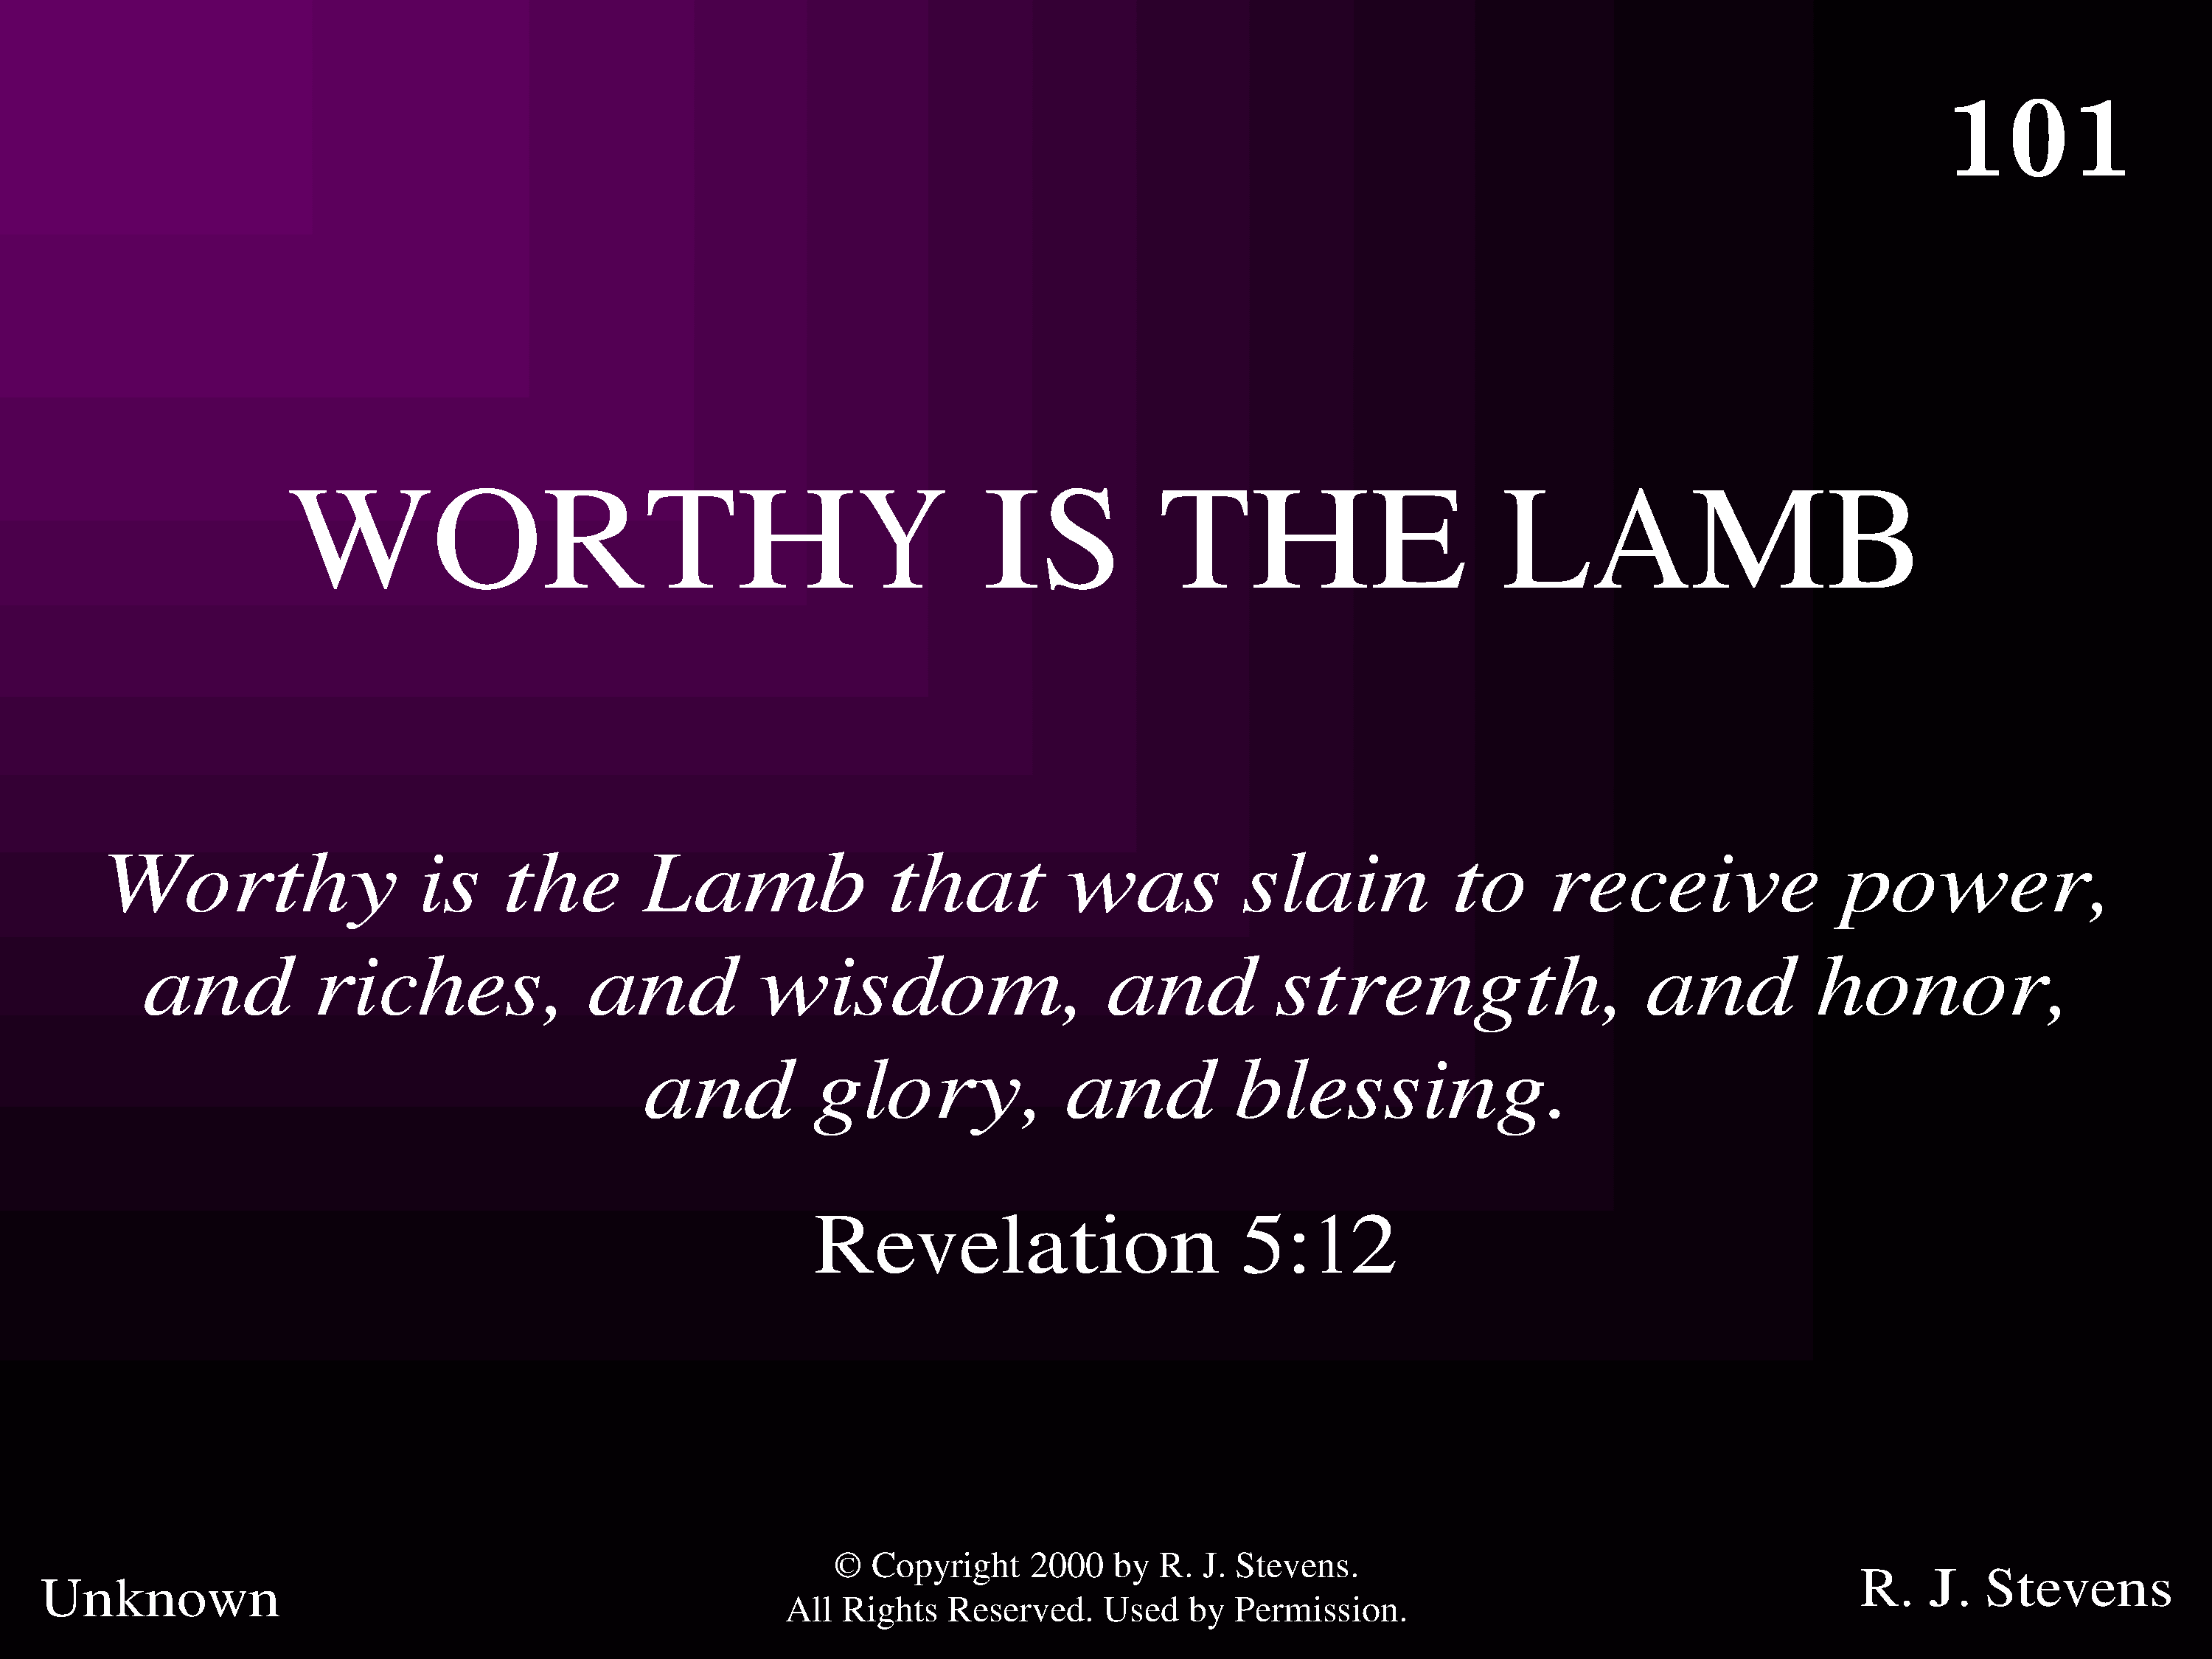 101
WORTHY IS THE LAMB
Worthy is the Lamb that was slain to receive power,
and riches, and wisdom, and strength, and honor,
and glory, and blessing.
Revelation 5:12
Unknown
© Copyright 2000 by R. J. Stevens.
All Rights Reserved. Used by Permission.
R. J. Stevens